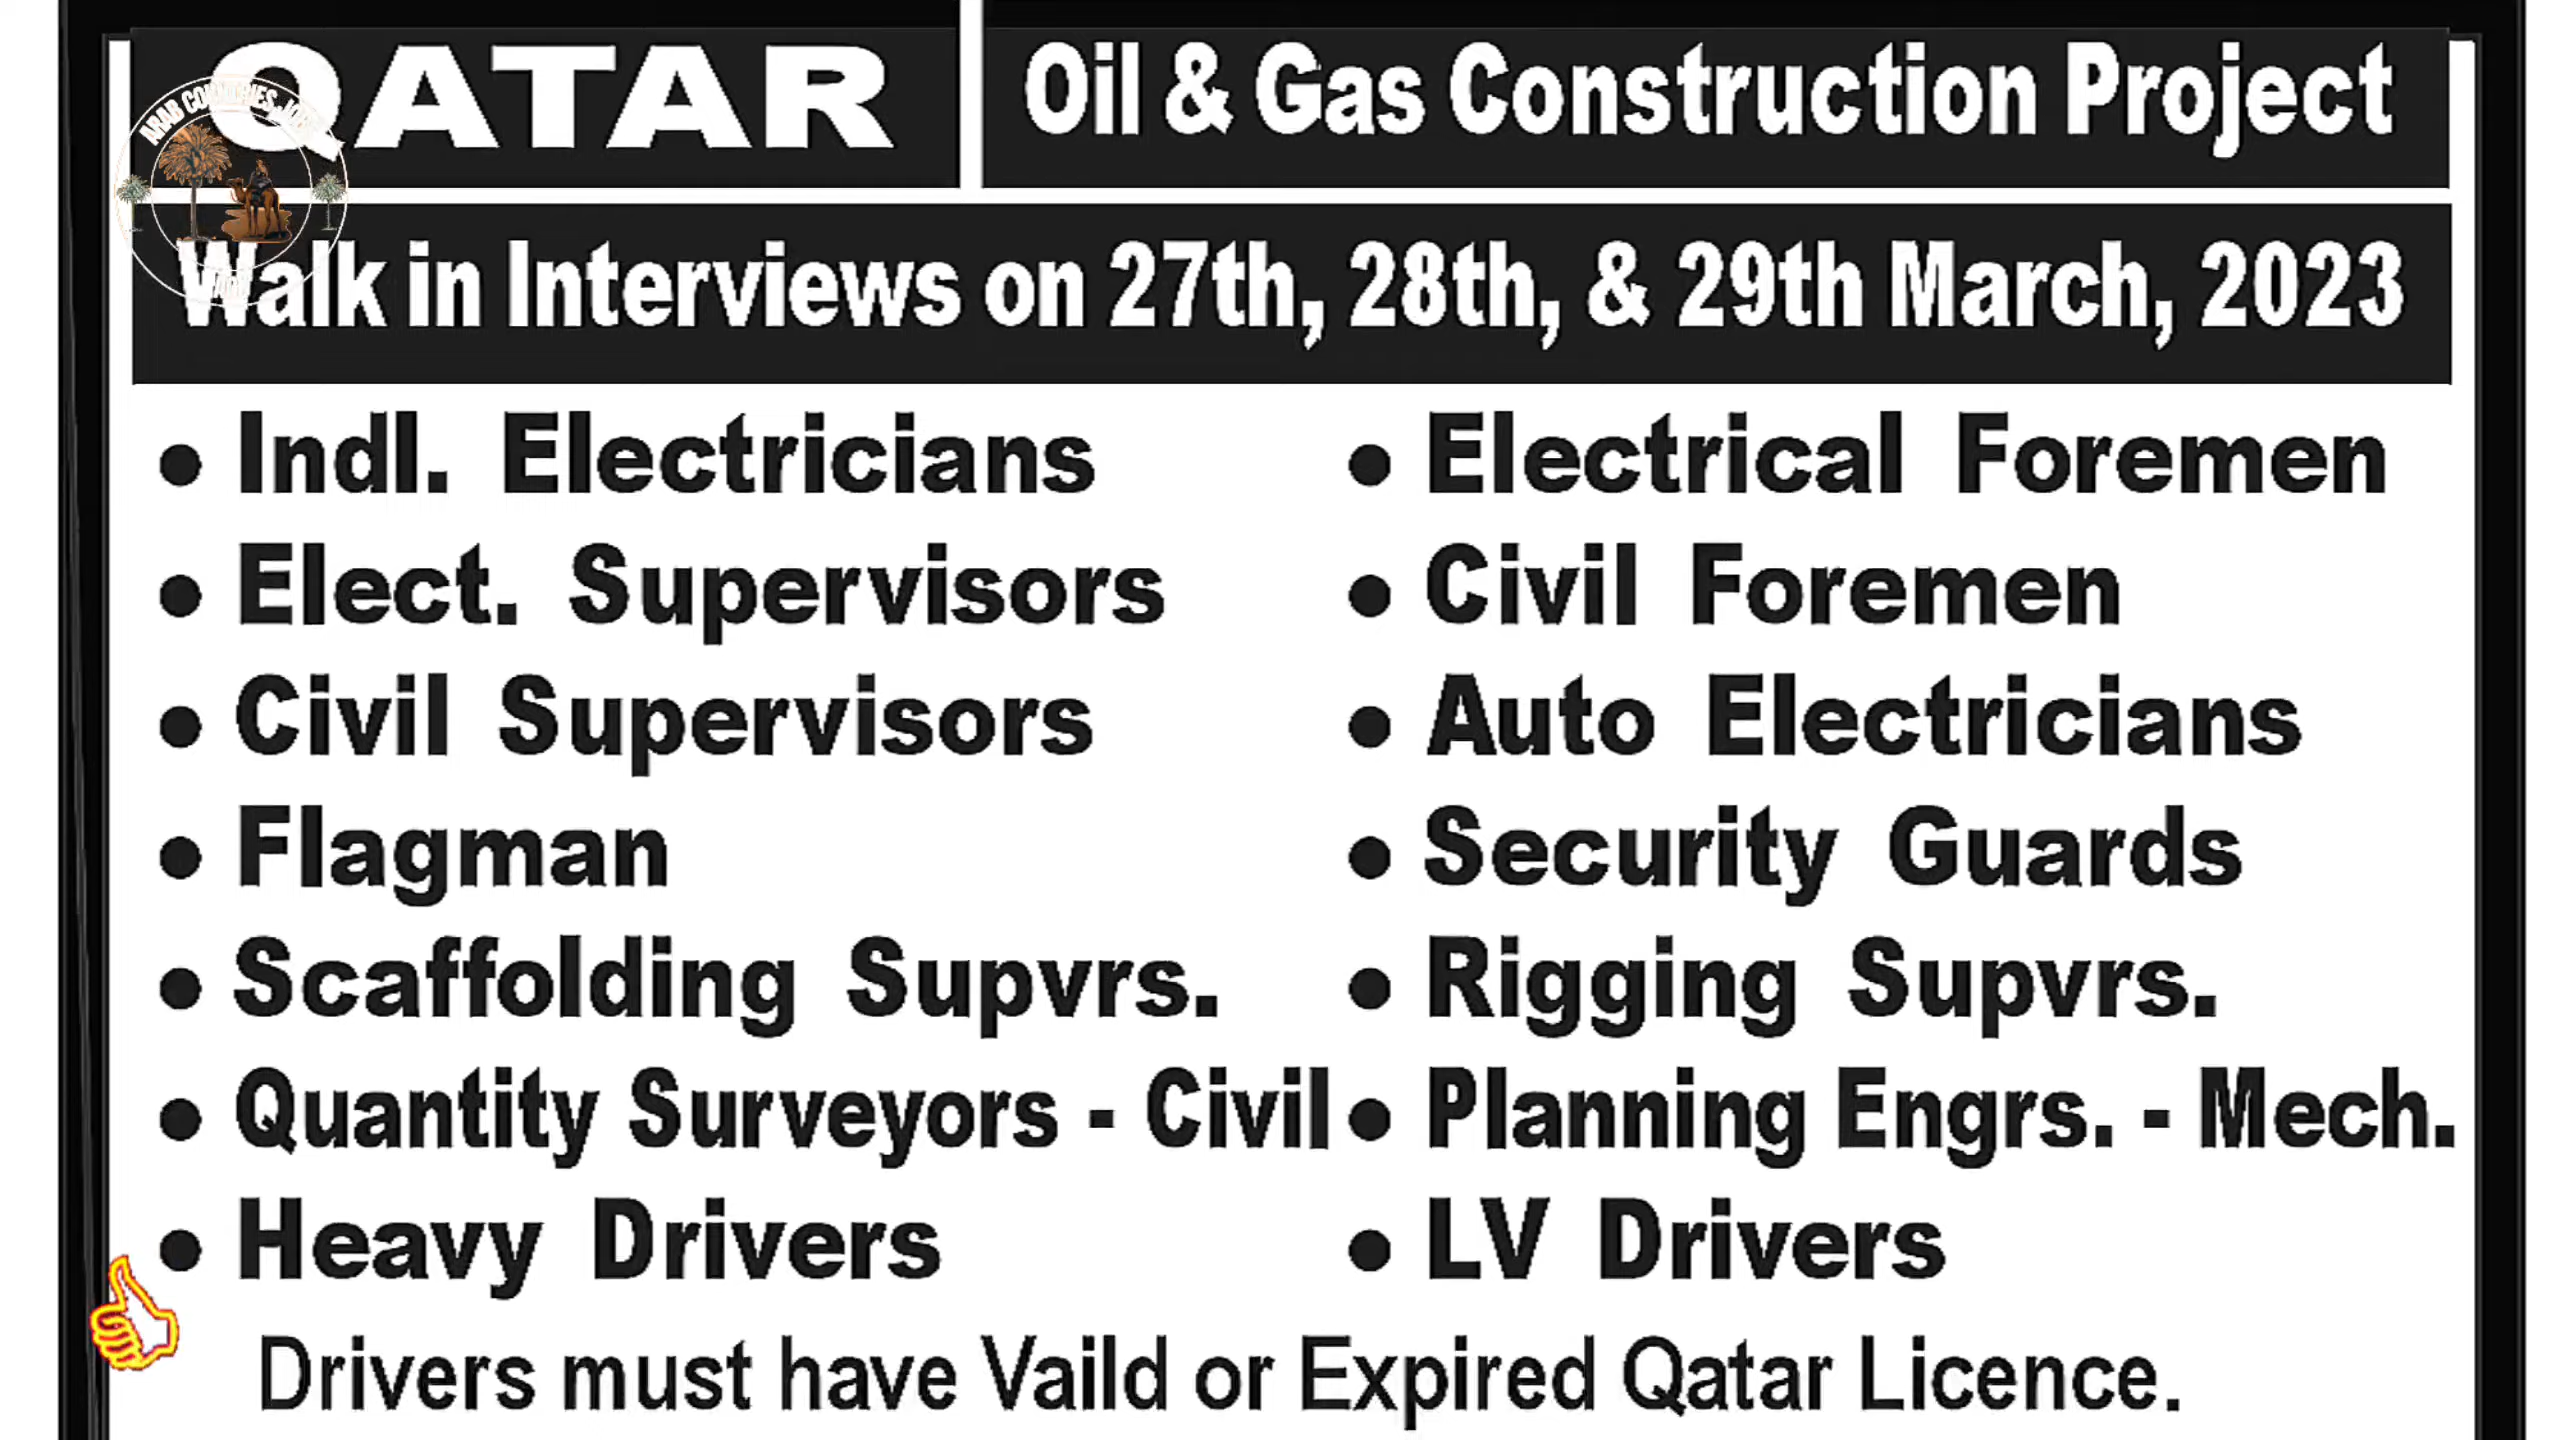 QATAR
Oil & Gas Construction Project
Walk in Interviews on 27th, 28th, & 29th March, 2023
• Indl. Electricians
• Electrical Foremen
• Elect. Supervisors
• Civil Foremen
• Civil Supervisors
• Auto Electricians
• Flagman
• Security Guards
• Scaffolding Supvrs.
• Rigging Supvrs.
• Quantity Surveyors - Civil
• Planning Engrs. - Mech.
• Heavy Drivers
• LV Drivers
Drivers must have Vaild or Expired Qatar Licence.
ARAB COUNTRIES